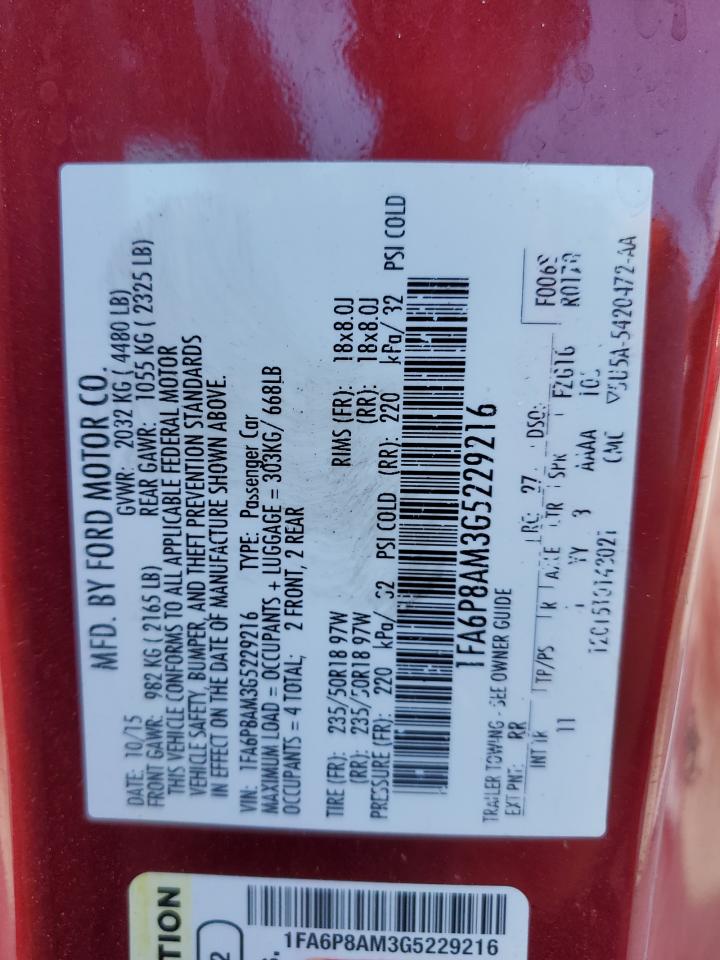 MFD. BY FORD MOTOR CO.
DATE: 10/15 GVWR: 2032 KG ( 4480 LB)
FRONT GAWR: 982 KG ( 2165 LB) REAR GAWR: 1055 KG ( 2325 LB)
THIS VEHICLE CONFORMS TO ALL APPLICABLE FEDERAL MOTOR
VEHICLE SAFETY, BUMPER, AND THEFT PREVENTION STANDARDS
IN EFFECT ON THE DATE OF MANUFACTURE SHOWN ABOVE.
VIN: 1FA6P8AM3G5229216 TYPE: Passenger Car
MAXIMUM LOAD = OCCUPANTS + LUGGAGE = 303KG/ 668LB
OCCUPANTS = 4 TOTAL; 2 FRONT, 2 REAR
TIRE (FR): 235/50R18 97W RIMS (FR): 18x8.0J
(RR): 235/50R18 97W (RR): 18x8.0J
PRESSURE (FR): 220 kPa/ 32 PSI COLD (RR): 220 kPa/ 32 PSI COLD
1FA6P8AM3G5229216
TRAILER TOWING - SEE OWNER GUIDE
EXT PNT: RR RC: 27 DSO:
INT TR TP/PS R AXLE TR SPR
11 3 AAAA
TION
2
1FA6P8AM3G5229216